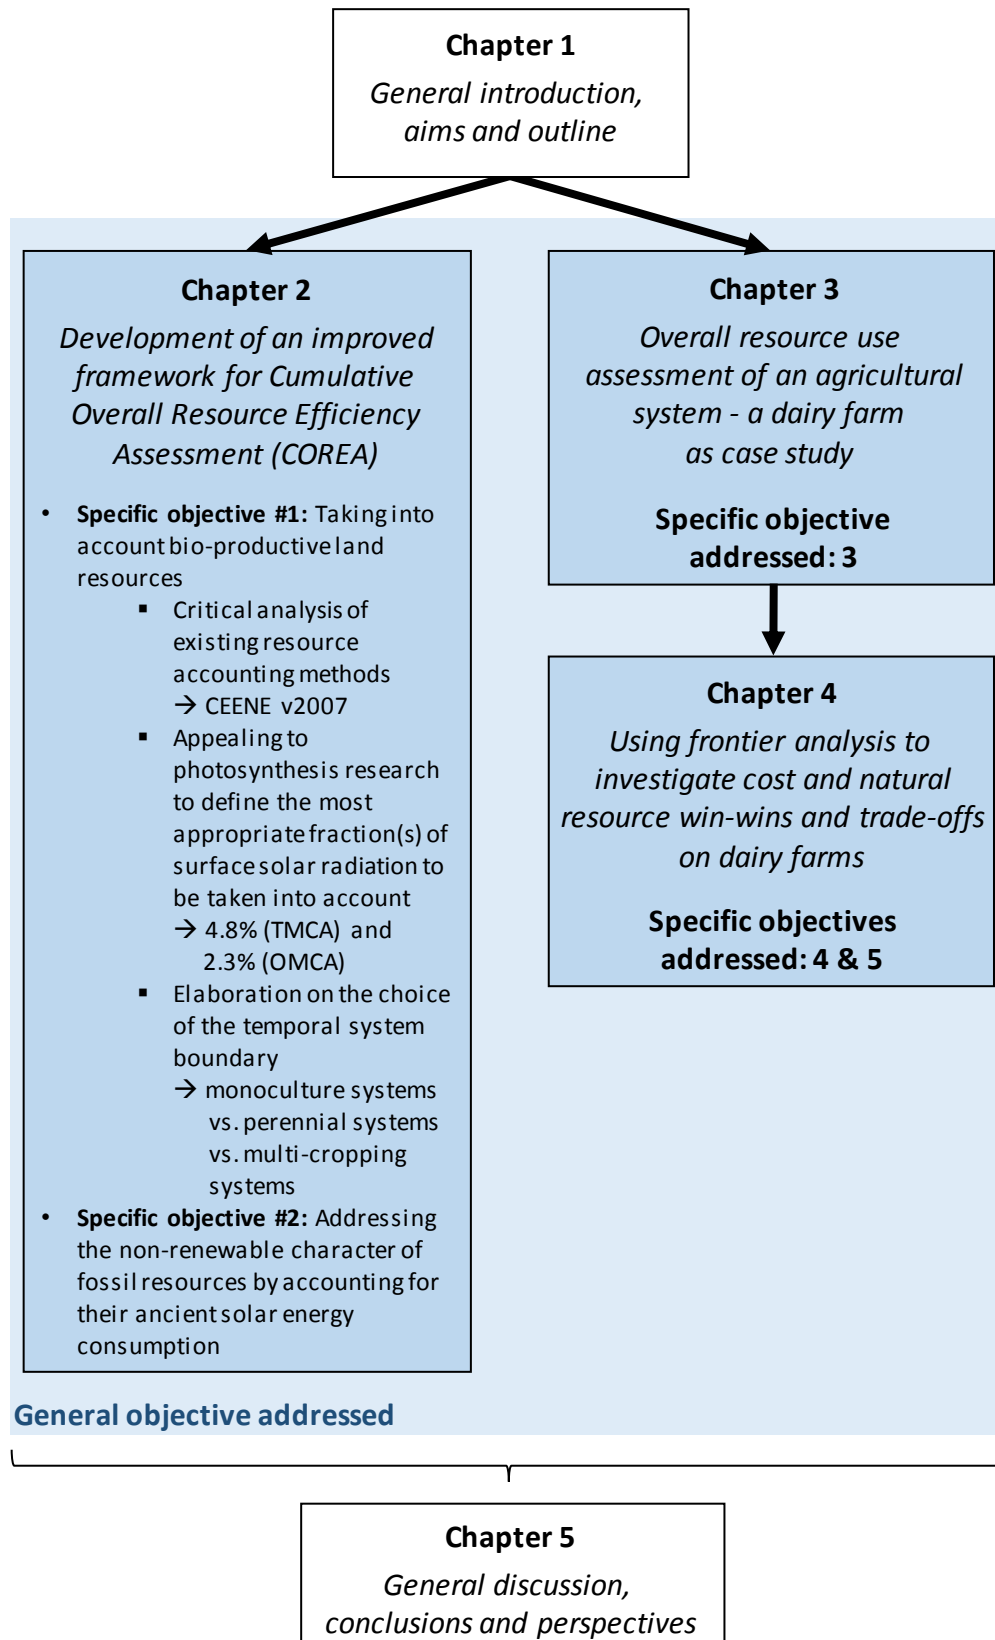 Chapter 1
General introduction,
aims and outline
Chapter 2
Development of an improved
framework for Cumulative
Overall Resource Efficiency
Assessment (COREA)
• Specific objective #1: Taking into
account bio-productive land
resources
▪ Critical analysis of
existing resource
accounting methods
→ CEENE v2007
▪ Appealing to
photosynthesis research
to define the most
appropriate fraction(s) of
surface solar radiation to
be taken into account
→ 4.8% (TMCA) and
2.3% (OMCA)
▪ Elaboration on the choice
of the temporal system
boundary
→ monoculture systems
vs. perennial systems
vs. multi-cropping
systems
• Specific objective #2: Addressing
the non-renewable character of
fossil resources by accounting for
their ancient solar energy
consumption
Chapter 3
Overall resource use
assessment of an agricultural
system - a dairy farm
as case study
Specific objective
addressed: 3
Chapter 4
Using frontier analysis to
investigate cost and natural
resource win-wins and trade-offs
on dairy farms
Specific objectives
addressed: 4 & 5
General objective addressed
Chapter 5
General discussion,
conclusions and perspectives